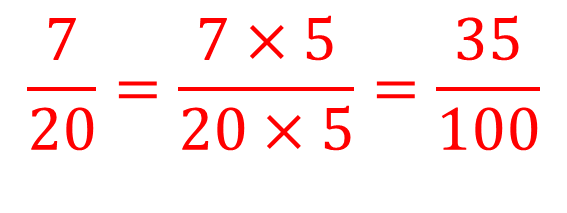 7/20 = 7 × 5/20 × 5 = 35/100